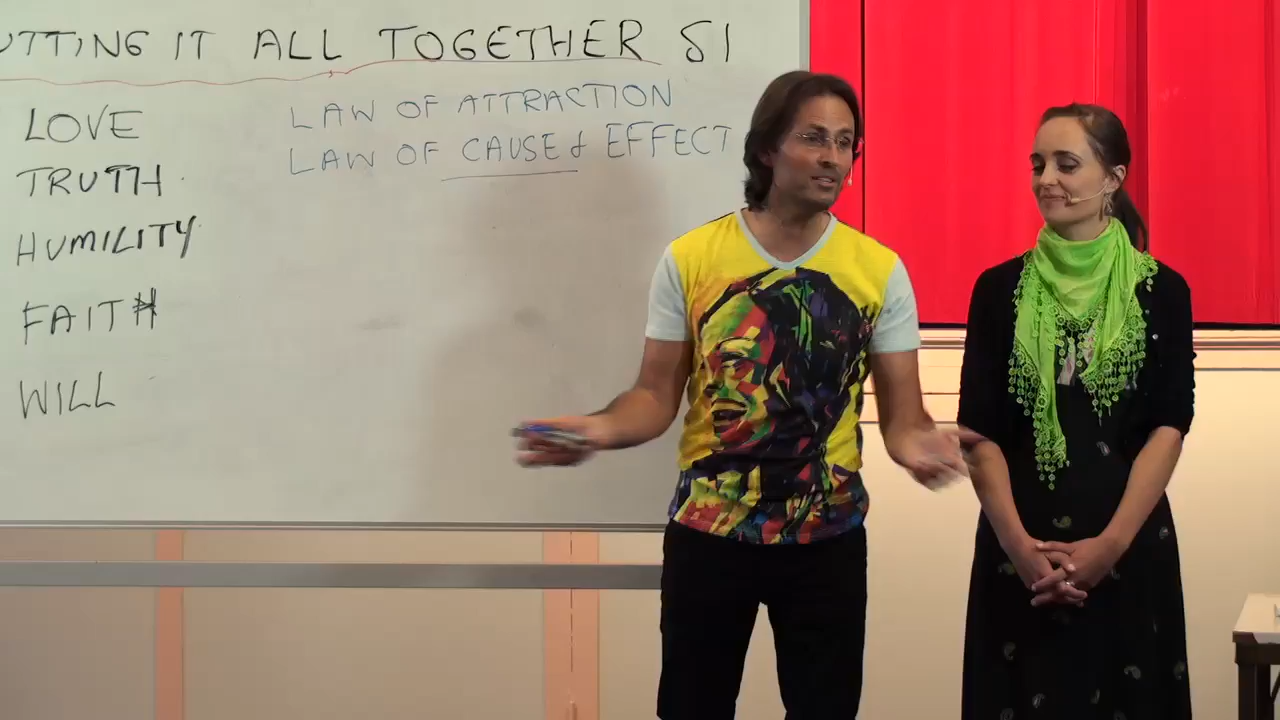 UTTING IT ALL TOGETHER S1
LOVE
TRUTH
HUMILITY
FAITH
WILL
LAW OF ATTRACTION
LAW OF CAUSE & EFFECT